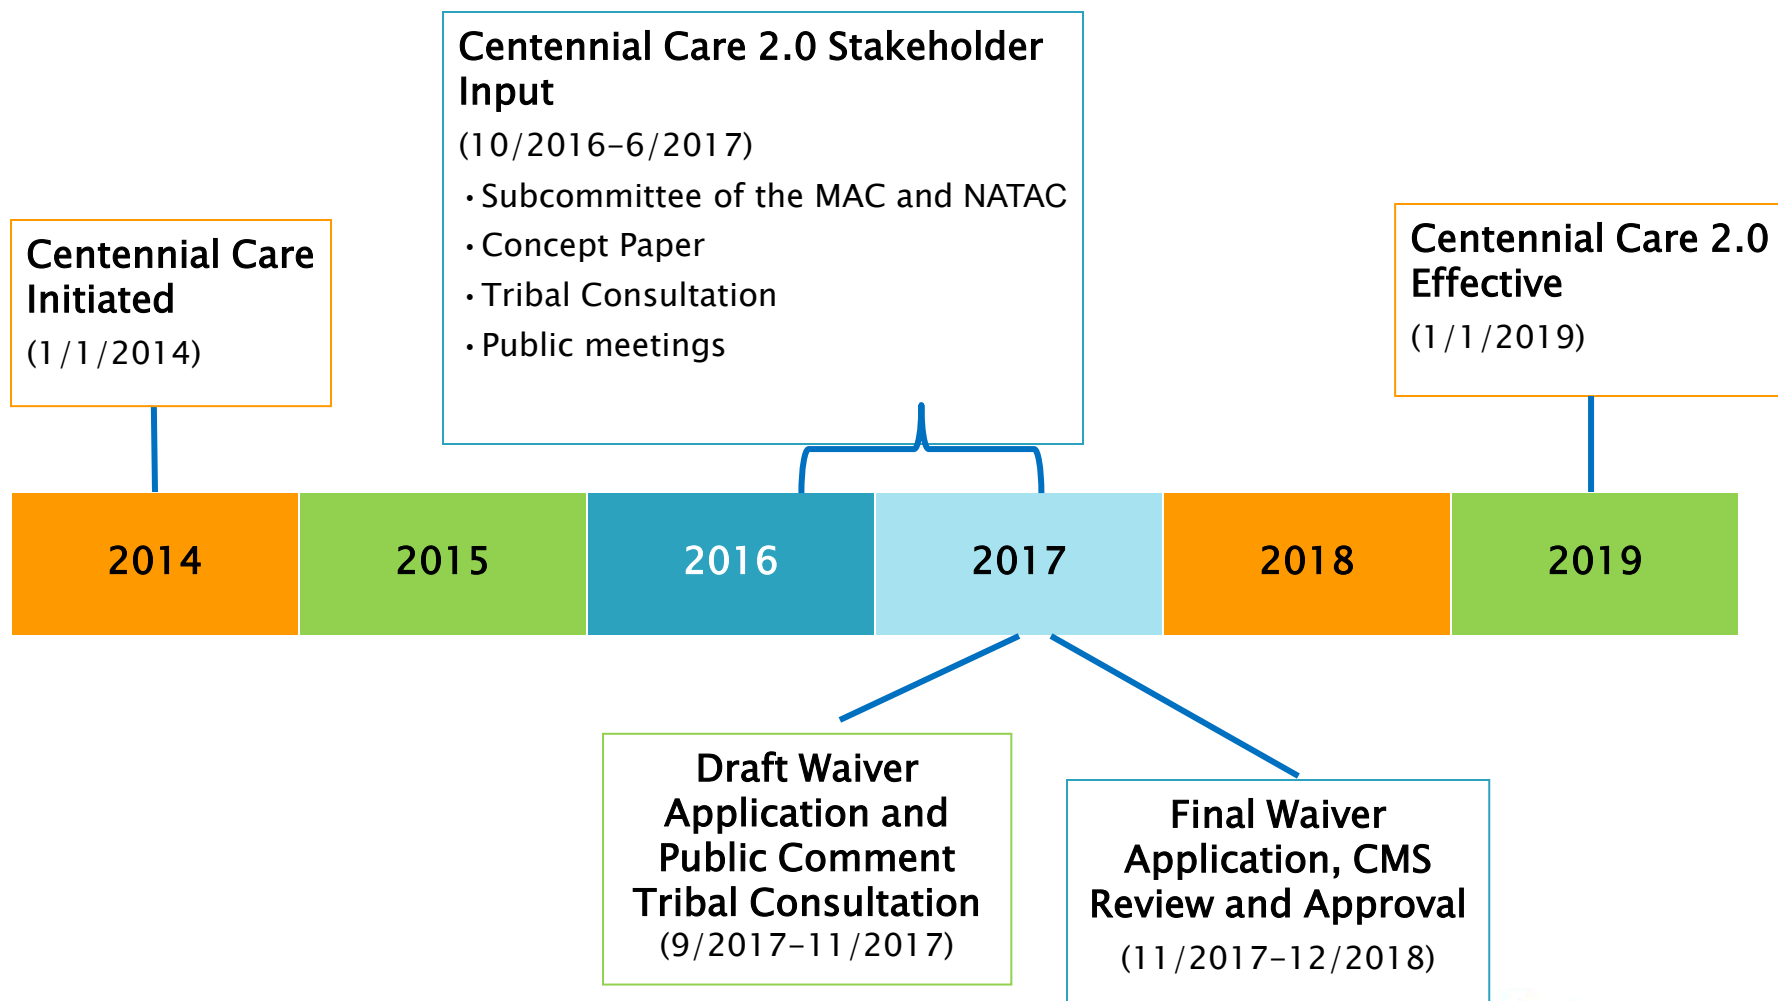 Centennial Care 2.0 Stakeholder
Input
(10/2016-6/2017)
• Subcommittee of the MAC and NATAC
• Concept Paper
• Tribal Consultation
• Public meetings
Centennial Care
Initiated
(1/1/2014)
Centennial Care 2.0
Effective
(1/1/2019)
2014
2015
2016
2017
2018
2019
Draft Waiver
Application and
Public Comment
Tribal Consultation
(9/2017-11/2017)
Final Waiver
Application, CMS
Review and Approval
(11/2017-12/2018)